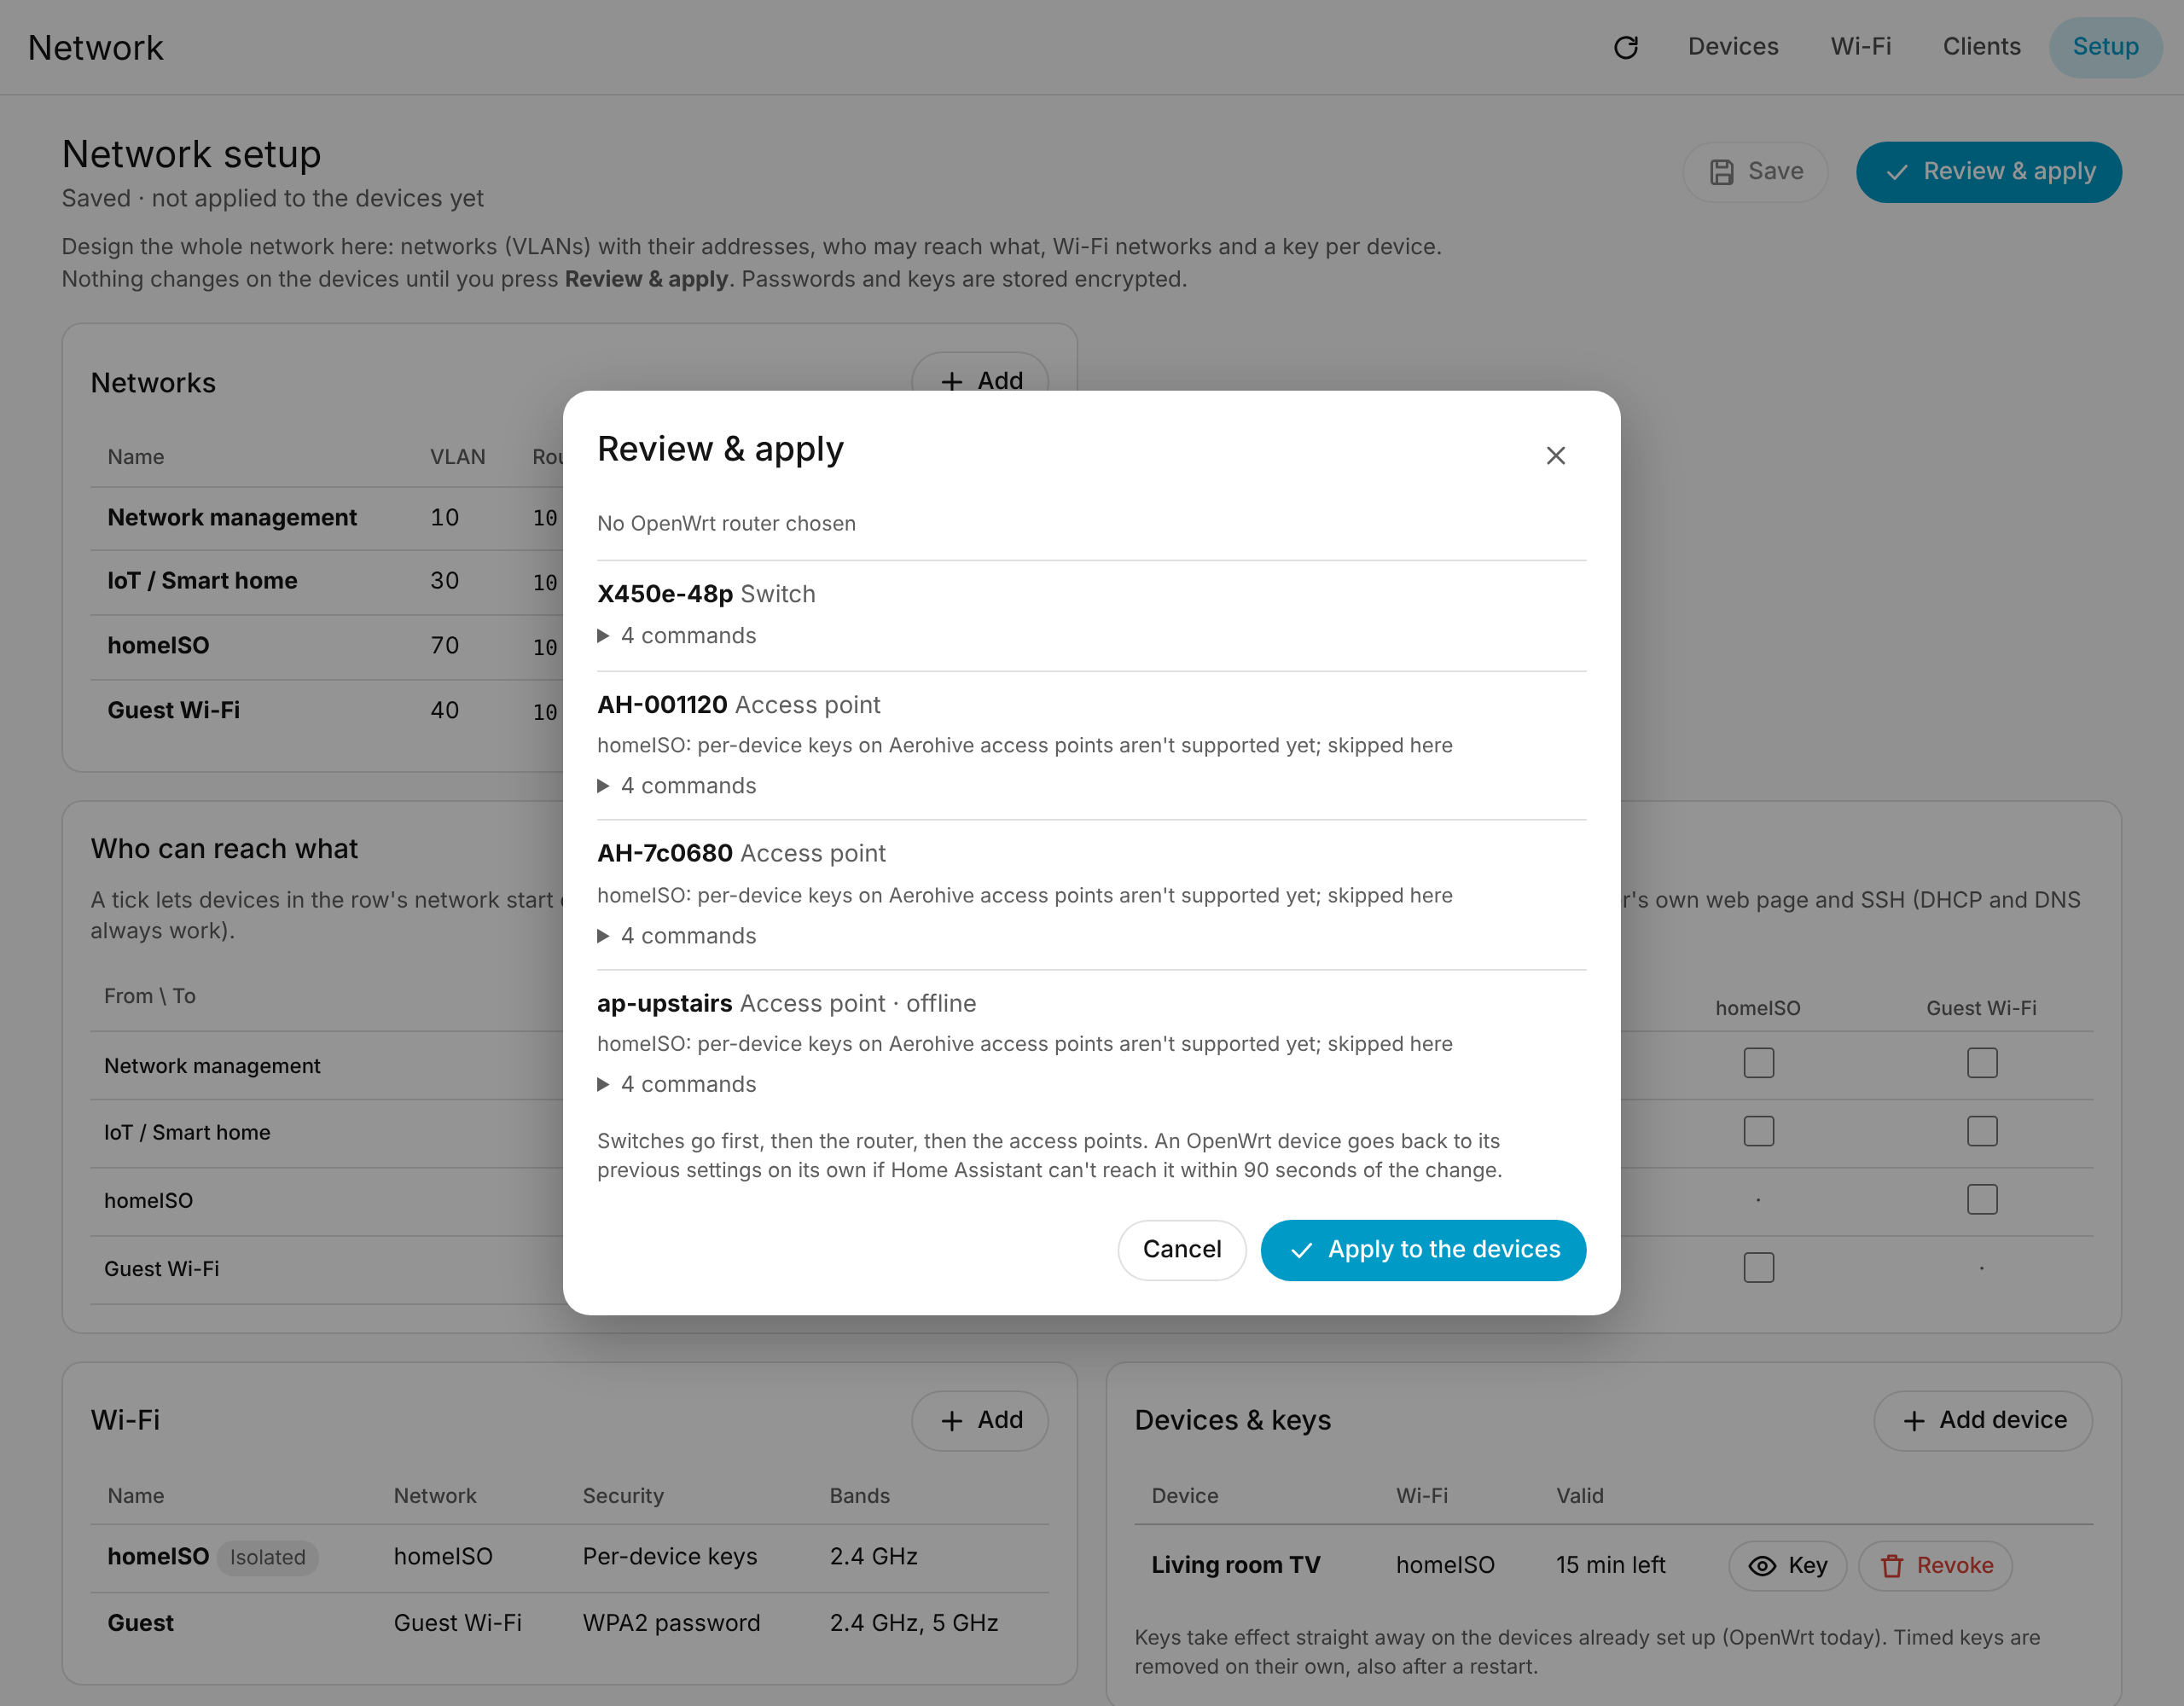 Network
Devices
Wi-Fi
Clients
Setup
Network setup
Saved · not applied to the devices yet
Save
Review & apply
Design the whole network here: networks (VLANs) with their addresses, who may reach what, Wi-Fi networks and a key per device.
Nothing changes on the devices until you press Review & apply. Passwords and keys are stored encrypted.
Networks
Add
Name VLAN
Network management 10 10
IoT / Smart home 30 10
homeISO 70 10
Guest Wi-Fi 40 10
Review & apply
No OpenWrt router chosen
X450e-48p Switch
4 commands
AH-001120 Access point
homeISO: per-device keys on Aerohive access points aren't supported yet; skipped here
4 commands
AH-7c0680 Access point
homeISO: per-device keys on Aerohive access points aren't supported yet; skipped here
4 commands
ap-upstairs Access point · offline
homeISO: per-device keys on Aerohive access points aren't supported yet; skipped here
4 commands
Switches go first, then the router, then the access points. An OpenWrt device goes back to its
previous settings on its own if Home Assistant can't reach it within 90 seconds of the change.
Cancel
Apply to the devices
Who can reach what
A tick lets devices in the row's network start
always work).
own web page and SSH (DHCP and DNS
From \ To
homeISO Guest Wi-Fi
Network management
IoT / Smart home
homeISO
Guest Wi-Fi
Wi-Fi
Add
Name Network Security Bands
homeISO Isolated homeISO Per-device keys 2.4 GHz
Guest Guest Wi-Fi WPA2 password 2.4 GHz, 5 GHz
Devices & keys
Add device
Device Wi-Fi Valid
Living room TV homeISO 15 min left Key Revoke
Keys take effect straight away on the devices already set up (OpenWrt today). Timed keys are
removed on their own, also after a restart.